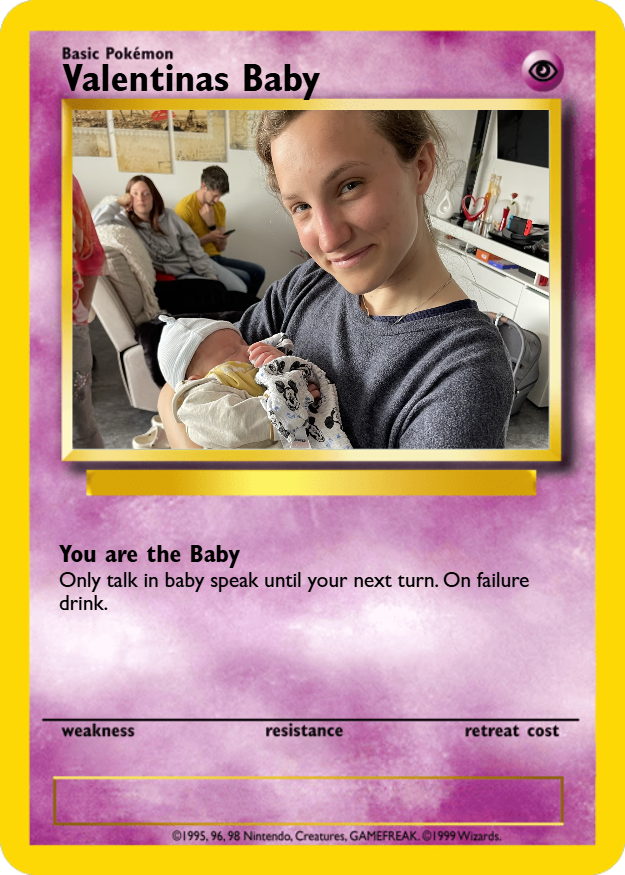 Basic Pokémon
Valentinas Baby
You are the Baby
Only talk in baby speak until your next turn. On failure
drink.
weakness resistance retreat cost
©1995, 96, 98 Nintendo, Creatures, GAMEFREAK. ©1999 Wizards.